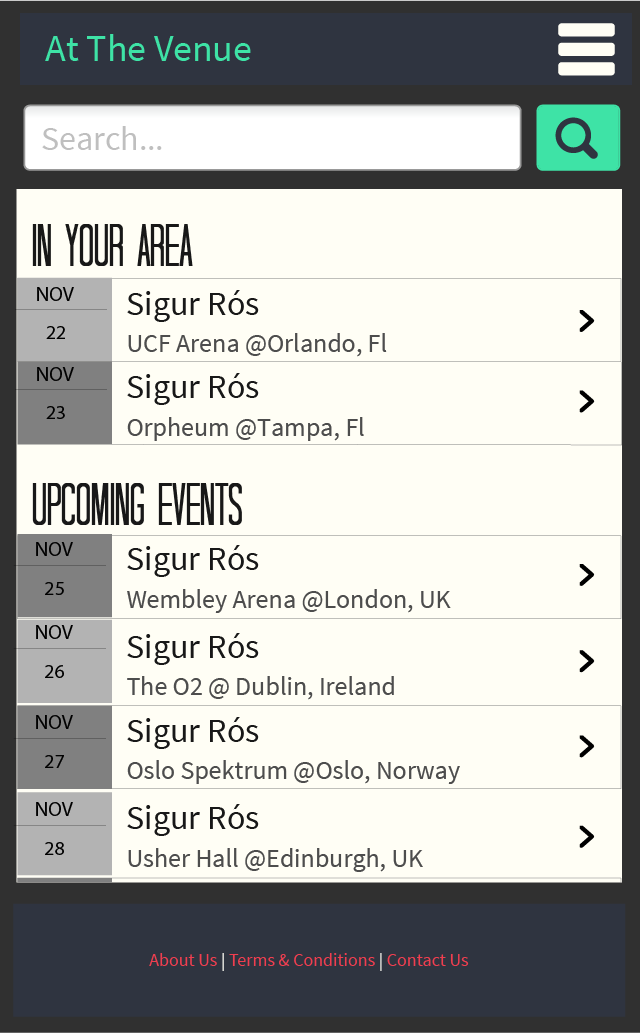 At The Venue
Search...
IN YOUR AREA
NOV
22
Sigur Rós
UCF Arena @Orlando, Fl
NOV
23
Sigur Rós
Orpheum @Tampa, Fl
UPCOMING EVENTS
NOV
25
Sigur Rós
Wembley Arena @London, UK
NOV
26
Sigur Rós
The O2 @ Dublin, Ireland
NOV
27
Sigur Rós
Oslo Spektrum @Oslo, Norway
NOV
28
Sigur Rós
Usher Hall @Edinburgh, UK
About Us | Terms & Conditions | Contact Us